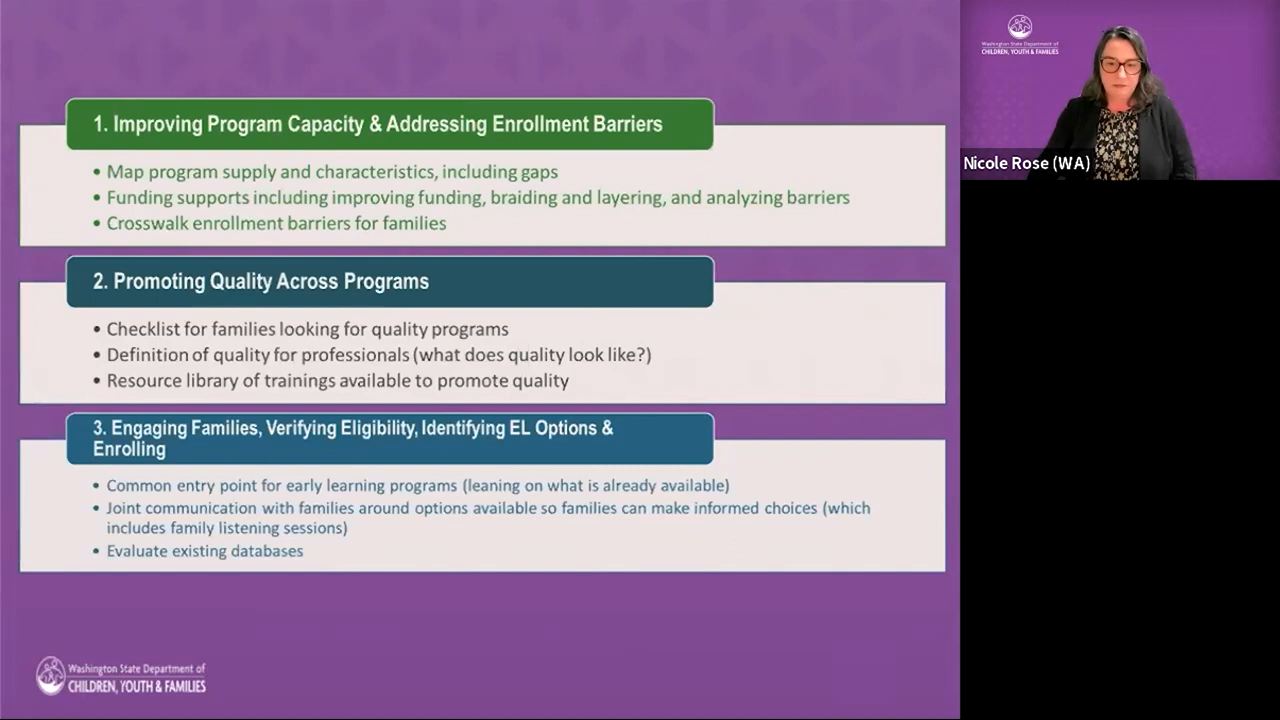 1. Improving Program Capacity & Addressing Enrollment Barriers
• Map program supply and characteristics, including gaps
• Funding supports including improving funding, braiding and layering, and analyzing barriers
• Crosswalk enrollment barriers for families
2. Promoting Quality Across Programs
• Checklist for families looking for quality programs
• Definition of quality for professionals (what does quality look like?)
• Resource library of trainings available to promote quality
3. Engaging Families, Verifying Eligibility, Identifying EL Options &
Enrolling
• Common entry point for early learning programs (leaning on what is already available)
• Joint communication with families around options available so families can make informed choices (which
includes family listening sessions)
• Evaluate existing databases
Washington State Department of
CHILDREN, YOUTH & FAMILIES
Washington State Department of
CHILDREN, YOUTH & FAMILIES
Nicole Rose (WA)